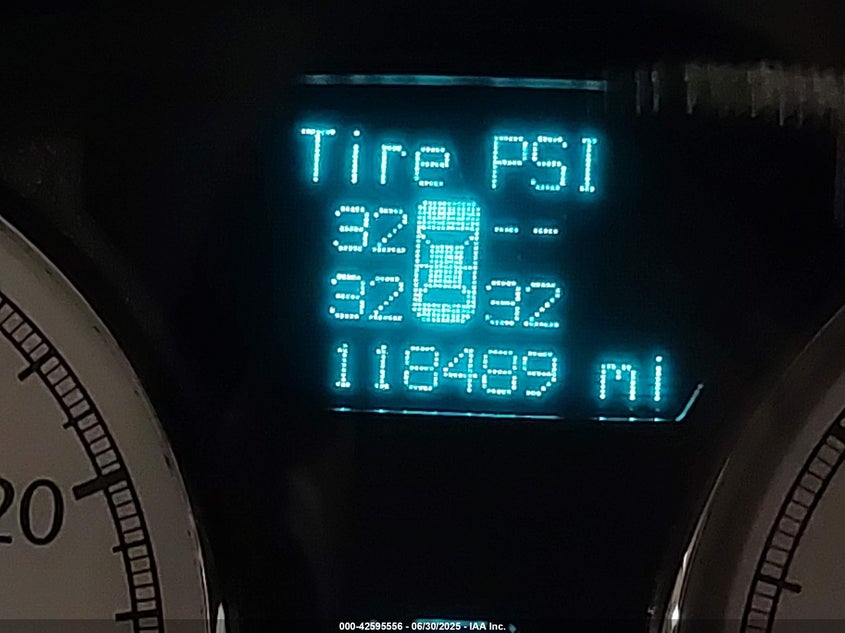 Tire PSI
32 --
32 32
118489 mi
20
000-42595556 - 06/30/2025 - IAA Inc.